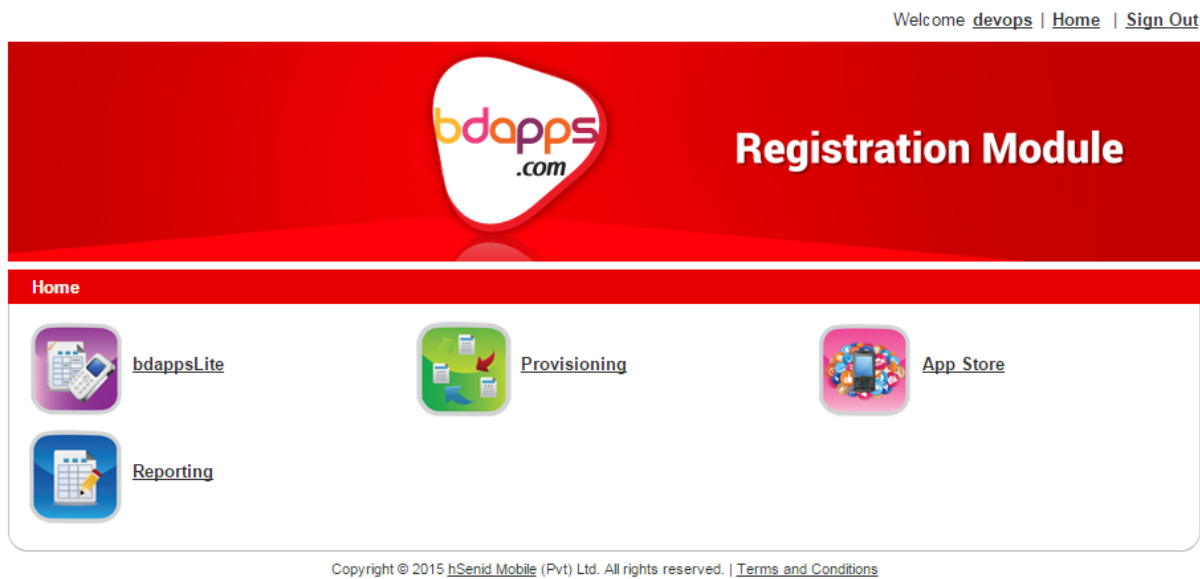 Welcome devops | Home | Sign Out
bdapps
.com
Registration Module
Home
bdappsLite
Provisioning
App Store
Reporting
Copyright © 2015 hSenid Mobile (Pvt) Ltd. All rights reserved. | Terms and Conditions